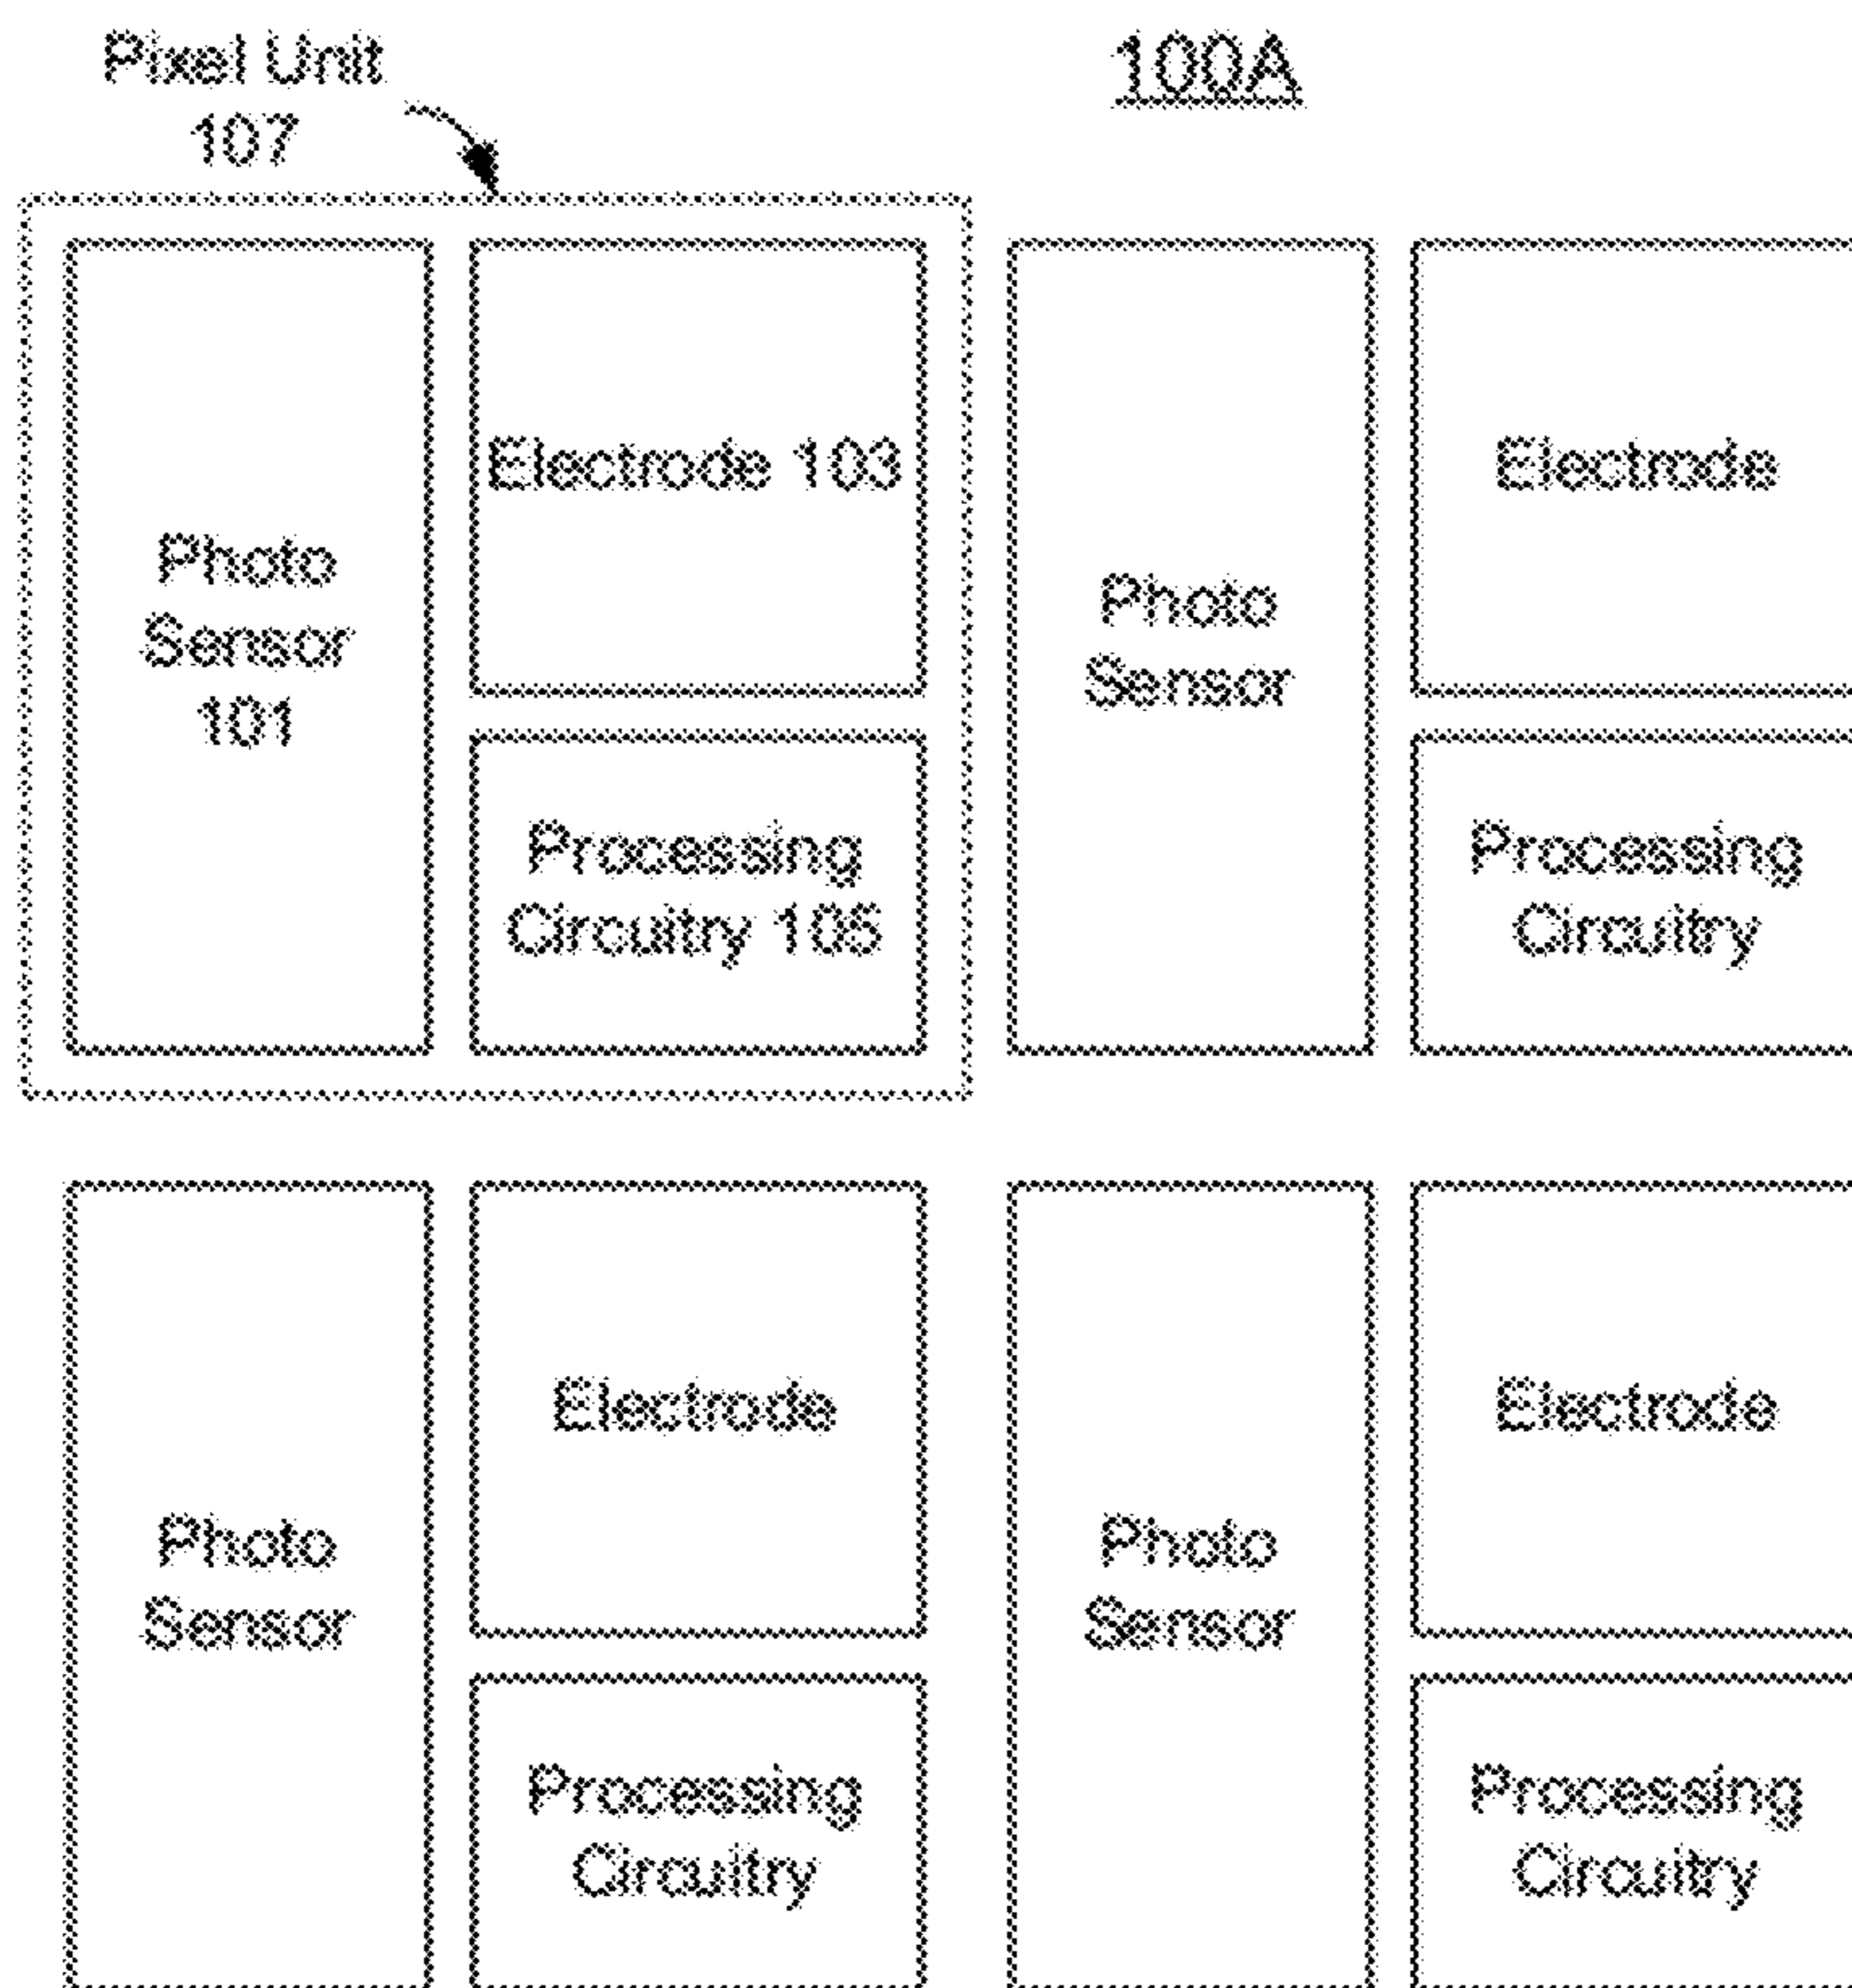 Pixel Unit
107
100A
Photo
Sensor
101
Electrode 103
Processing
Circuitry 105
Photo
Sensor
Electrode
Processing
Circuitry
Photo
Sensor
Electrode
Processing
Circuitry
Photo
Sensor
Electrode
Processing
Circuitry